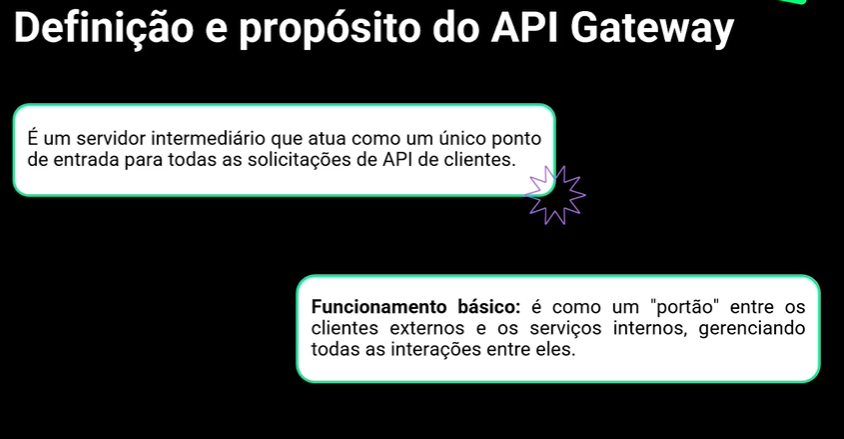 Definição e propósito do API Gateway
É um servidor intermediário que atua como um único ponto
de entrada para todas as solicitações de API de clientes.
Funcionamento básico: é como um "portão" entre os
clientes externos e os serviços internos, gerenciando
todas as interações entre eles.